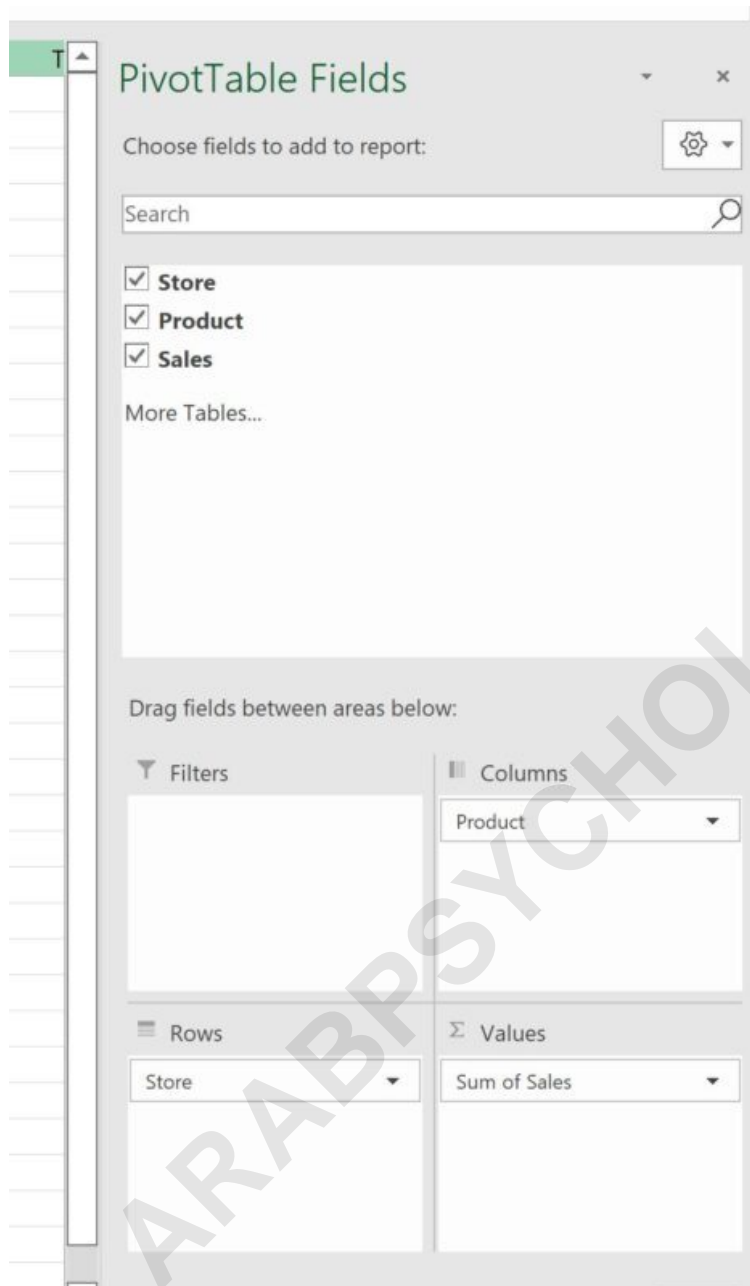 T
PivotTable Fields
Choose fields to add to report:
Search
Store
Product
Sales
More Tables...
Drag fields between areas below:
Filters
Columns
Product
Rows
Σ Values
Store
Sum of Sales
ARABPSYCHOL